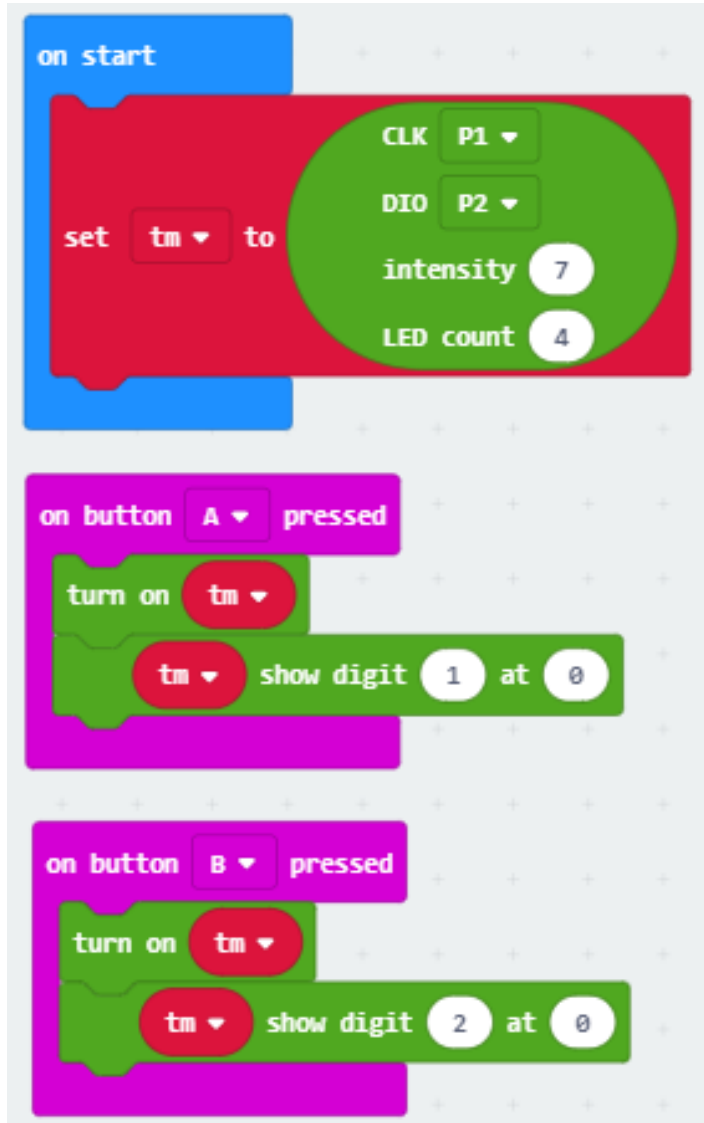 on start
CLK P1
DIO P2
set tm to
intensity 7
LED count 4
on button A pressed
turn on tm
tm show digit 1 at 0
on button B pressed
turn on tm
tm show digit 2 at 0